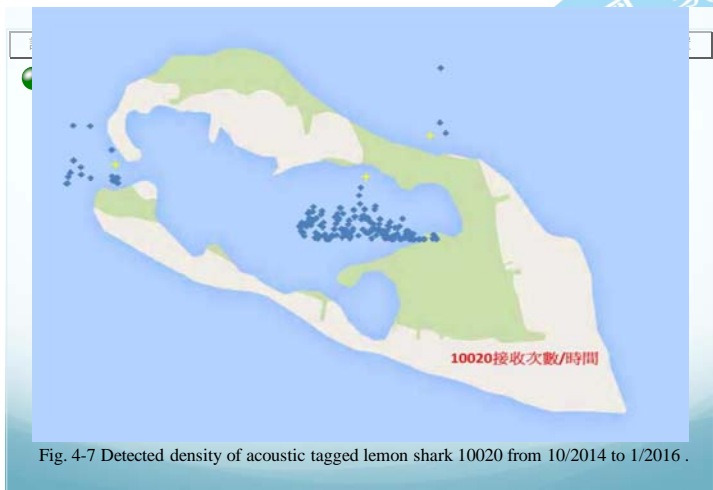 10020接收次數/時間
Fig. 4-7 Detected density of acoustic tagged lemon shark 10020 from 10/2014 to 1/2016 .